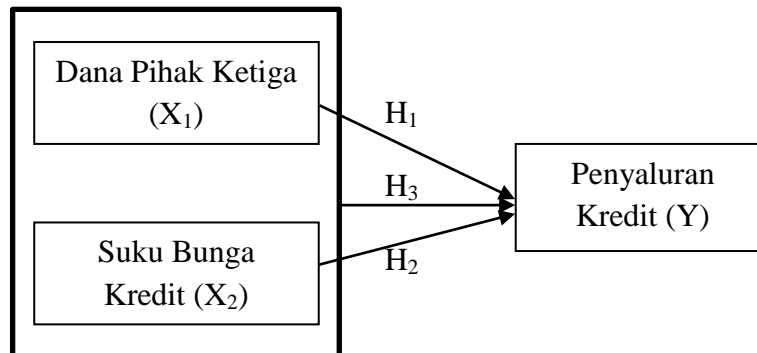 Dana Pihak Ketiga
(X₁)
H₁
H₃
Penyaluran
Kredit (Y)
Suku Bunga
Kredit (X₂)
H₂